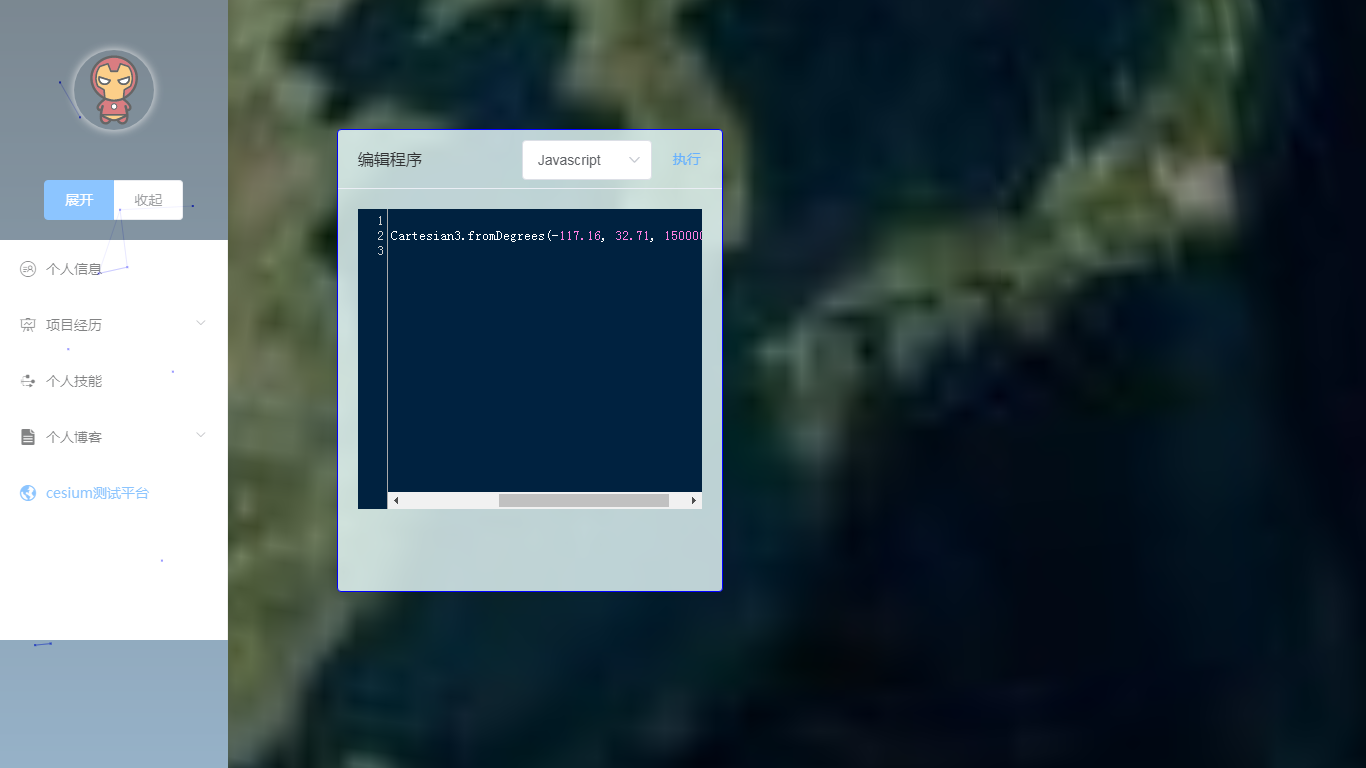 展开
收起
个人信息
项目经历
个人技能
个人博客
cesium测试平台
编辑程序
Javascript
执行
1
2 Cartesian3.fromDegrees(-117.16, 32.71, 150000
3